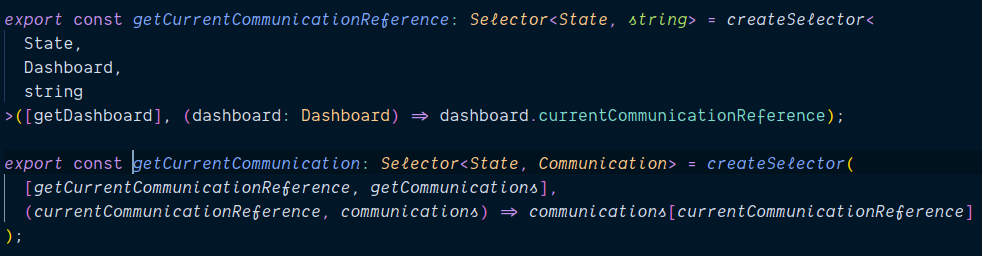 export const getCurrentCommunicationReference: Selector<State, string> = createSelector<
  State,
  Dashboard,
  string
>([getDashboard], (dashboard: Dashboard) => dashboard.currentCommunicationReference);

export const getCurrentCommunication: Selector<State, Communication> = createSelector(
  [getCurrentCommunicationReference, getCommunications],
  (currentCommunicationReference, communications) => communications[currentCommunicationReference]
);